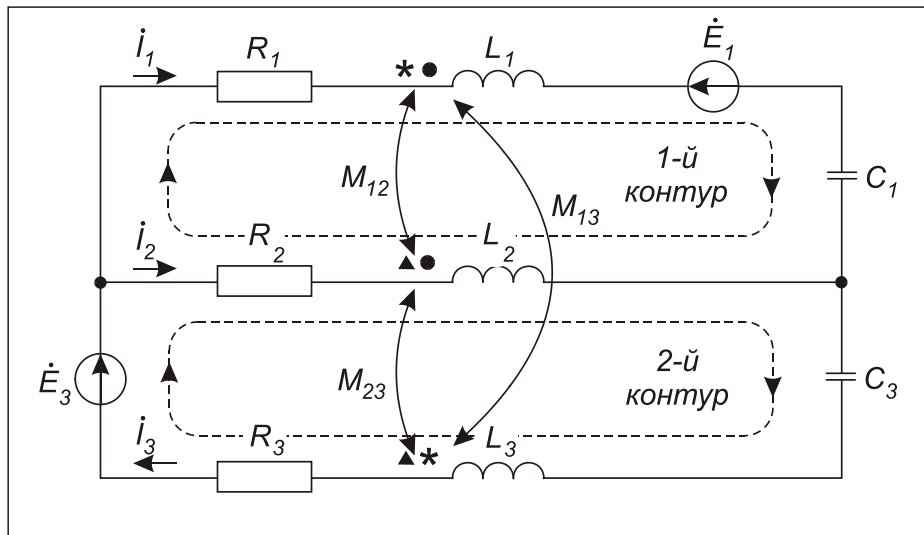 İ₁
R₁
* ●
L₁
Ė₁
M₁₂
1-й
контур
M₁₃
C₁
İ₂
R₂
▲ ●
L₂
Ė₃
M₂₃
2-й
контур
C₃
İ₃
R₃
▲ *
L₃